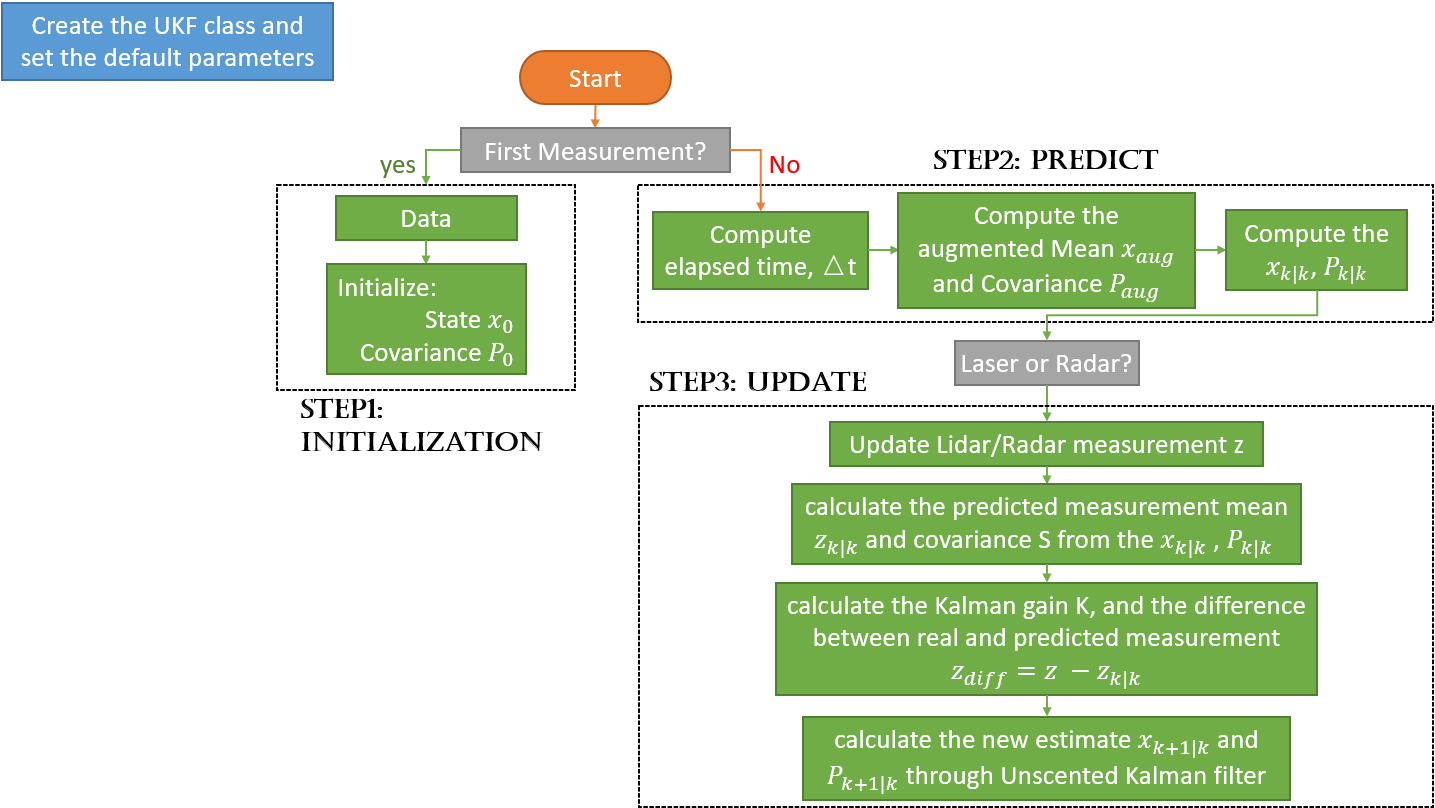 Create the UKF class and
set the default parameters
Start
First Measurement?
yes
No
Data
Initialize:
State x₀
Covariance P₀
STEP1:
INITIALIZATION
STEP2: PREDICT
Compute
elapsed time, △t
Compute the
augmented Mean x_{aug}
and Covariance P_{aug}
Compute the
x_{k|k}, P_{k|k}
Laser or Radar?
STEP3: UPDATE
Update Lidar/Radar measurement z
calculate the predicted measurement mean
z_{k|k} and covariance S from the x_{k|k} , P_{k|k}
calculate the Kalman gain K, and the difference
between real and predicted measurement
z_{diff} = z − z_{k|k}
calculate the new estimate x_{k+1|k} and
P_{k+1|k} through Unscented Kalman filter